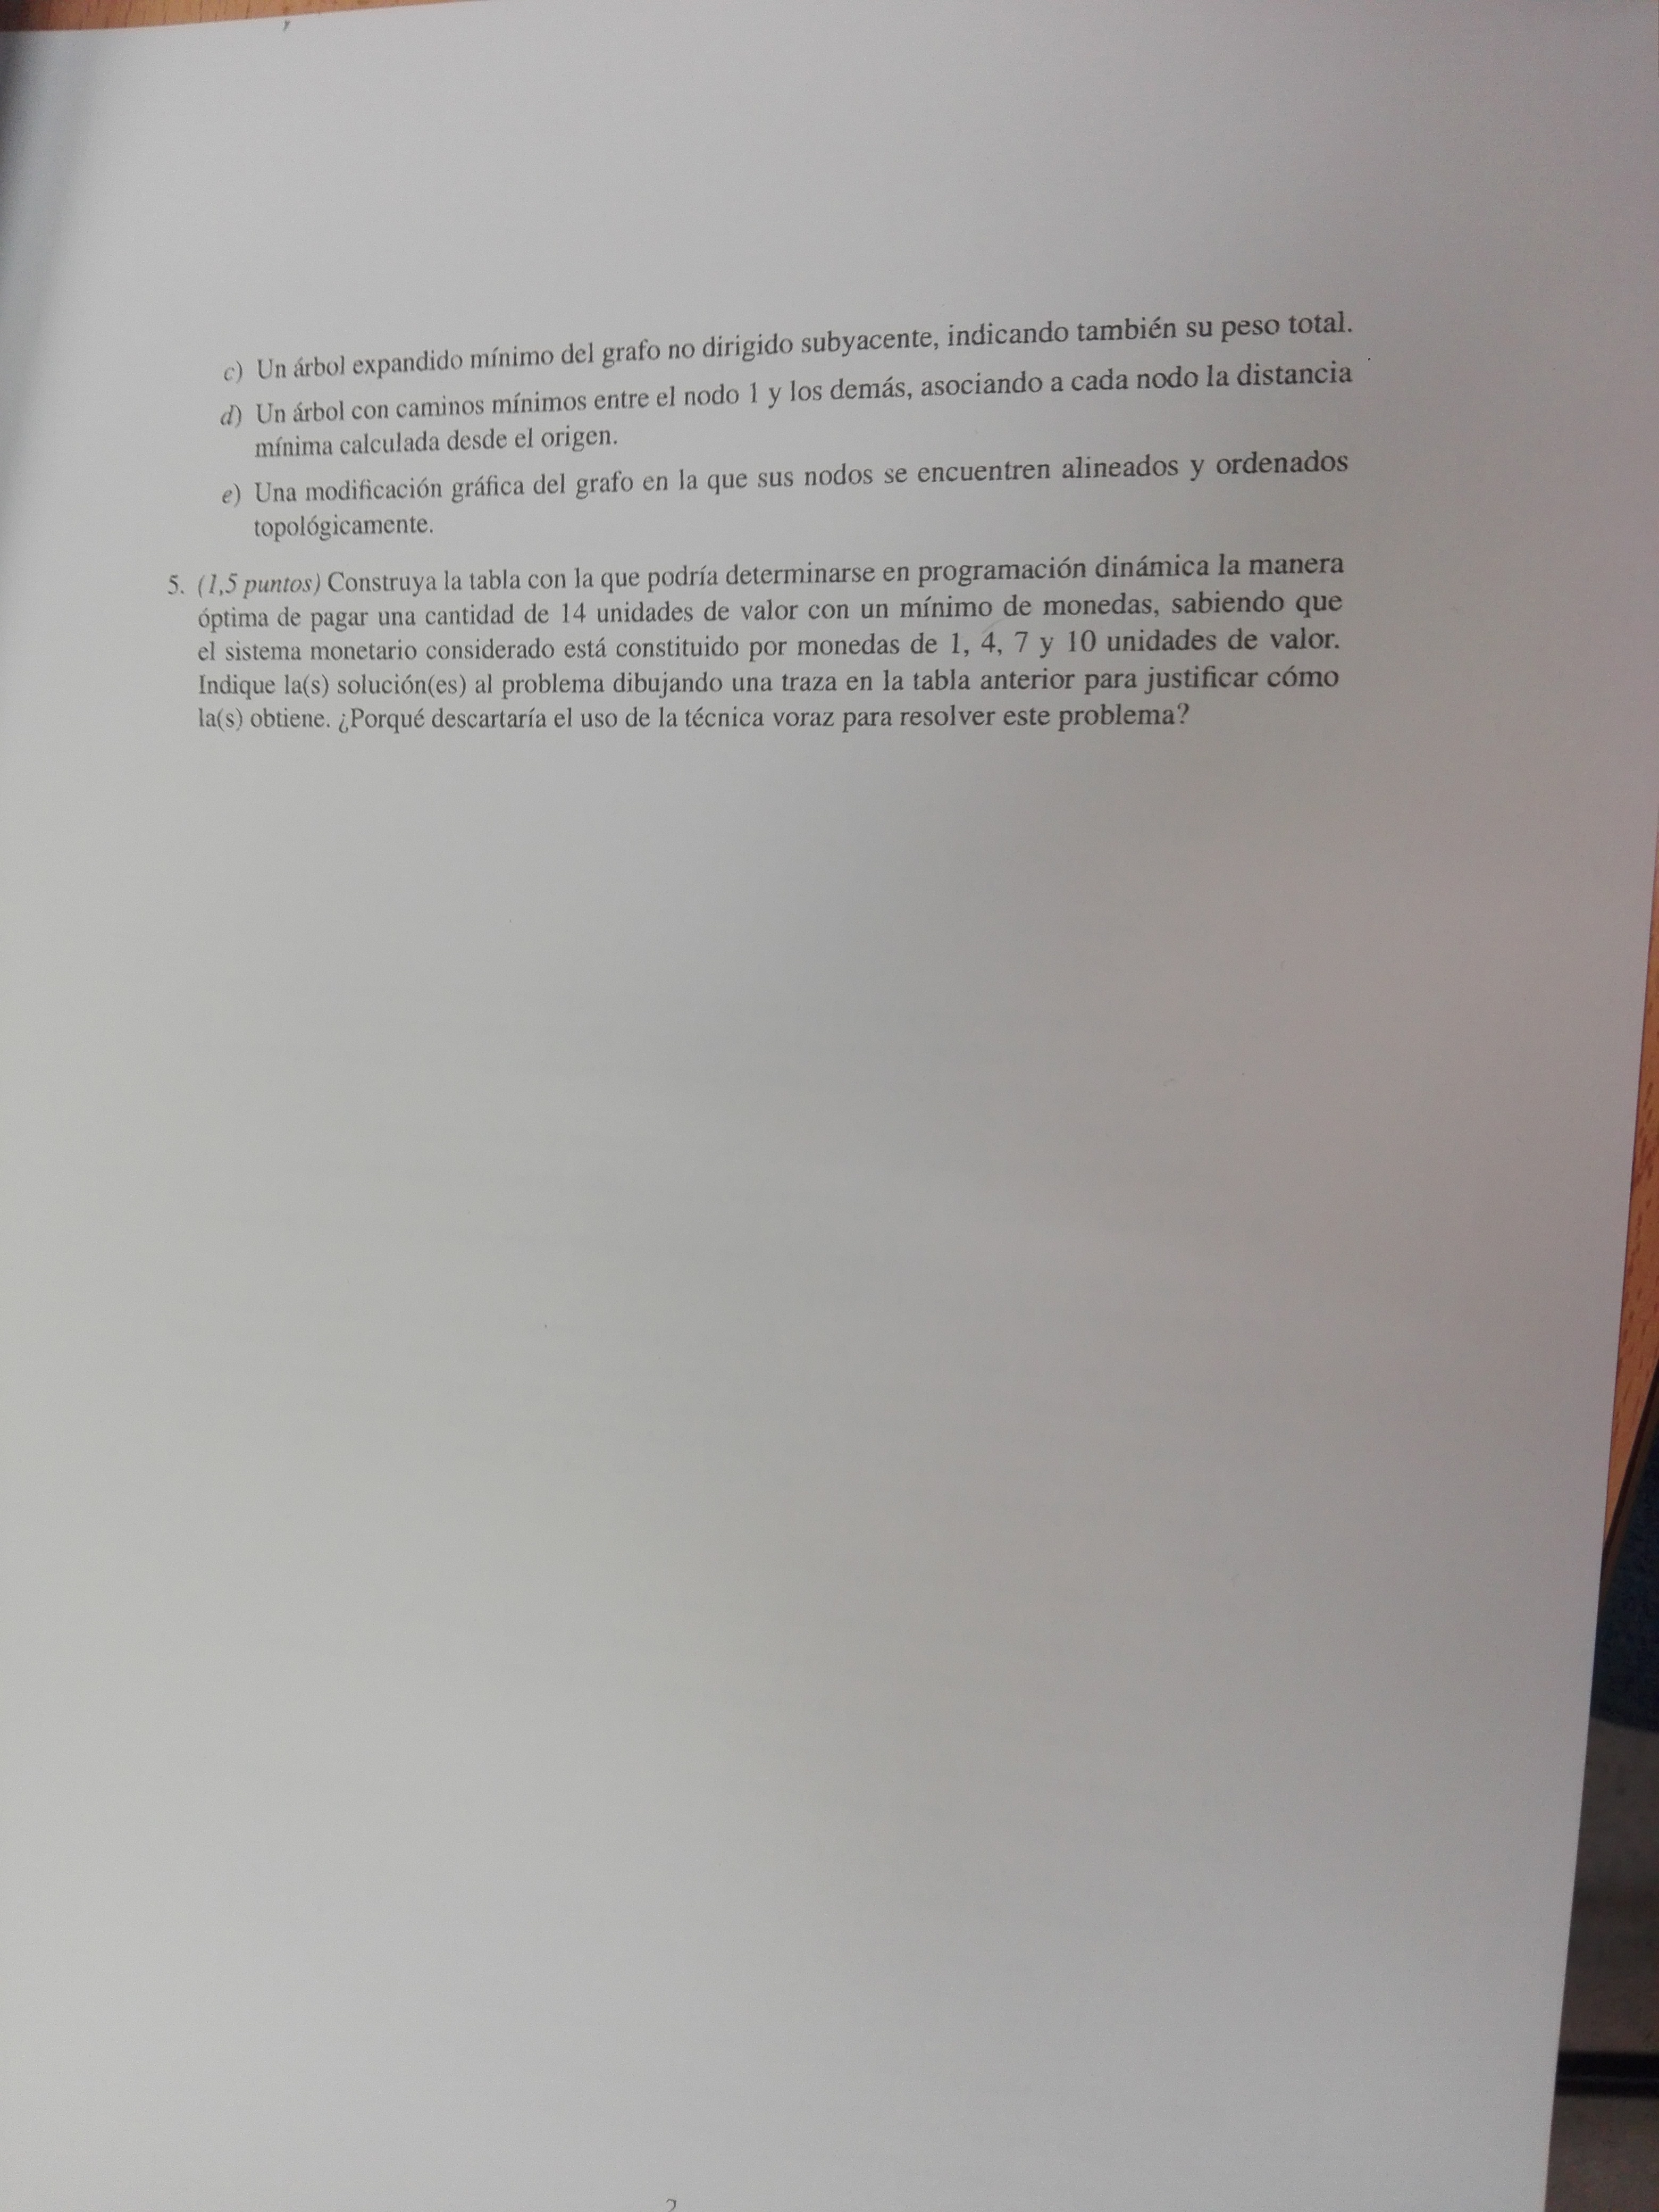 c) Un árbol expandido mínimo del grafo no dirigido subyacente, indicando también su peso total.
d) Un árbol con caminos mínimos entre el nodo 1 y los demás, asociando a cada nodo la distancia
mínima calculada desde el origen.
e) Una modificación gráfica del grafo en la que sus nodos se encuentren alineados y ordenados
topológicamente.
5. (1,5 puntos) Construya la tabla con la que podría determinarse en programación dinámica la manera
óptima de pagar una cantidad de 14 unidades de valor con un mínimo de monedas, sabiendo que
el sistema monetario considerado está constituido por monedas de 1, 4, 7 y 10 unidades de valor.
Indique la(s) solución(es) al problema dibujando una traza en la tabla anterior para justificar cómo
la(s) obtiene. ¿Porqué descartaría el uso de la técnica voraz para resolver este problema?